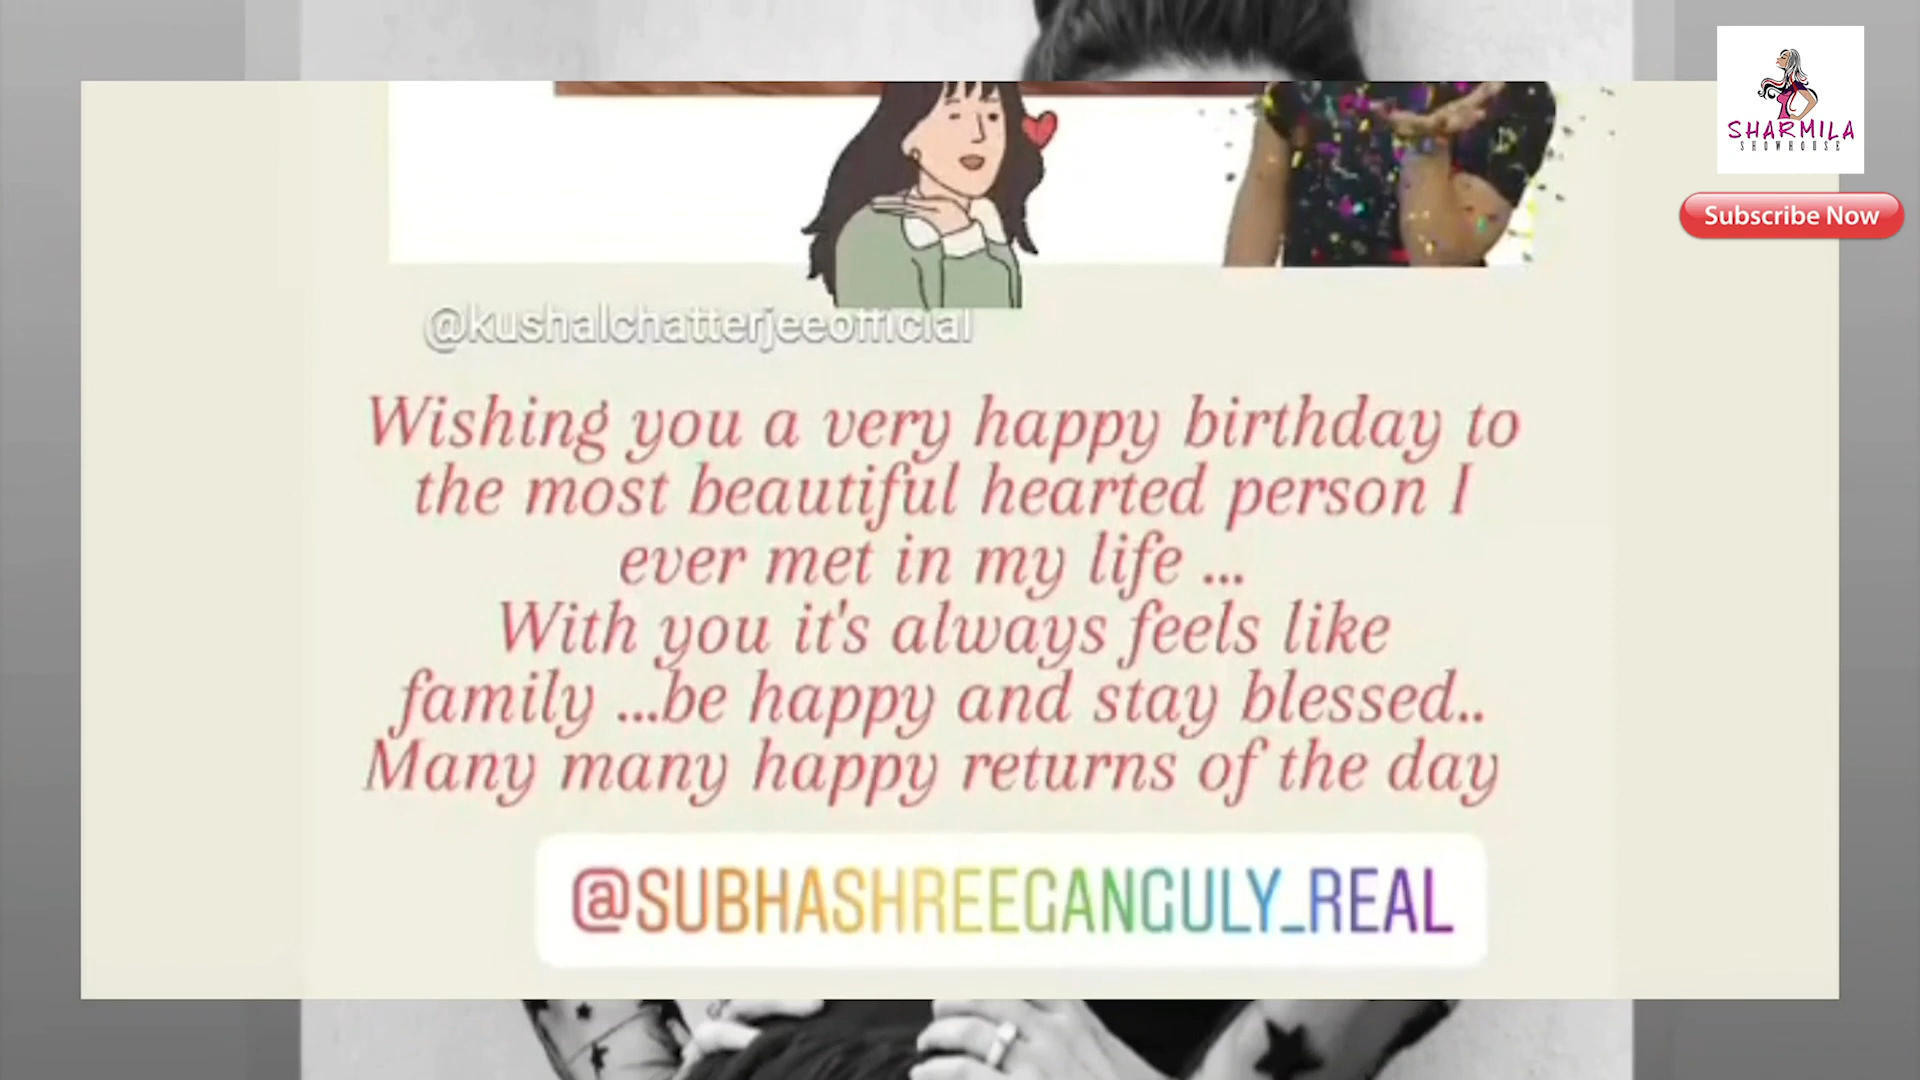 SHARMILA
SHOWHOUSE
Subscribe Now
@kushalchatterjeeofficial
Wishing you a very happy birthday to
the most beautiful hearted person I
ever met in my life ...
With you it's always feels like
family ...be happy and stay blessed..
Many many happy returns of the day
@SUBHASHREEGANGULY_REAL